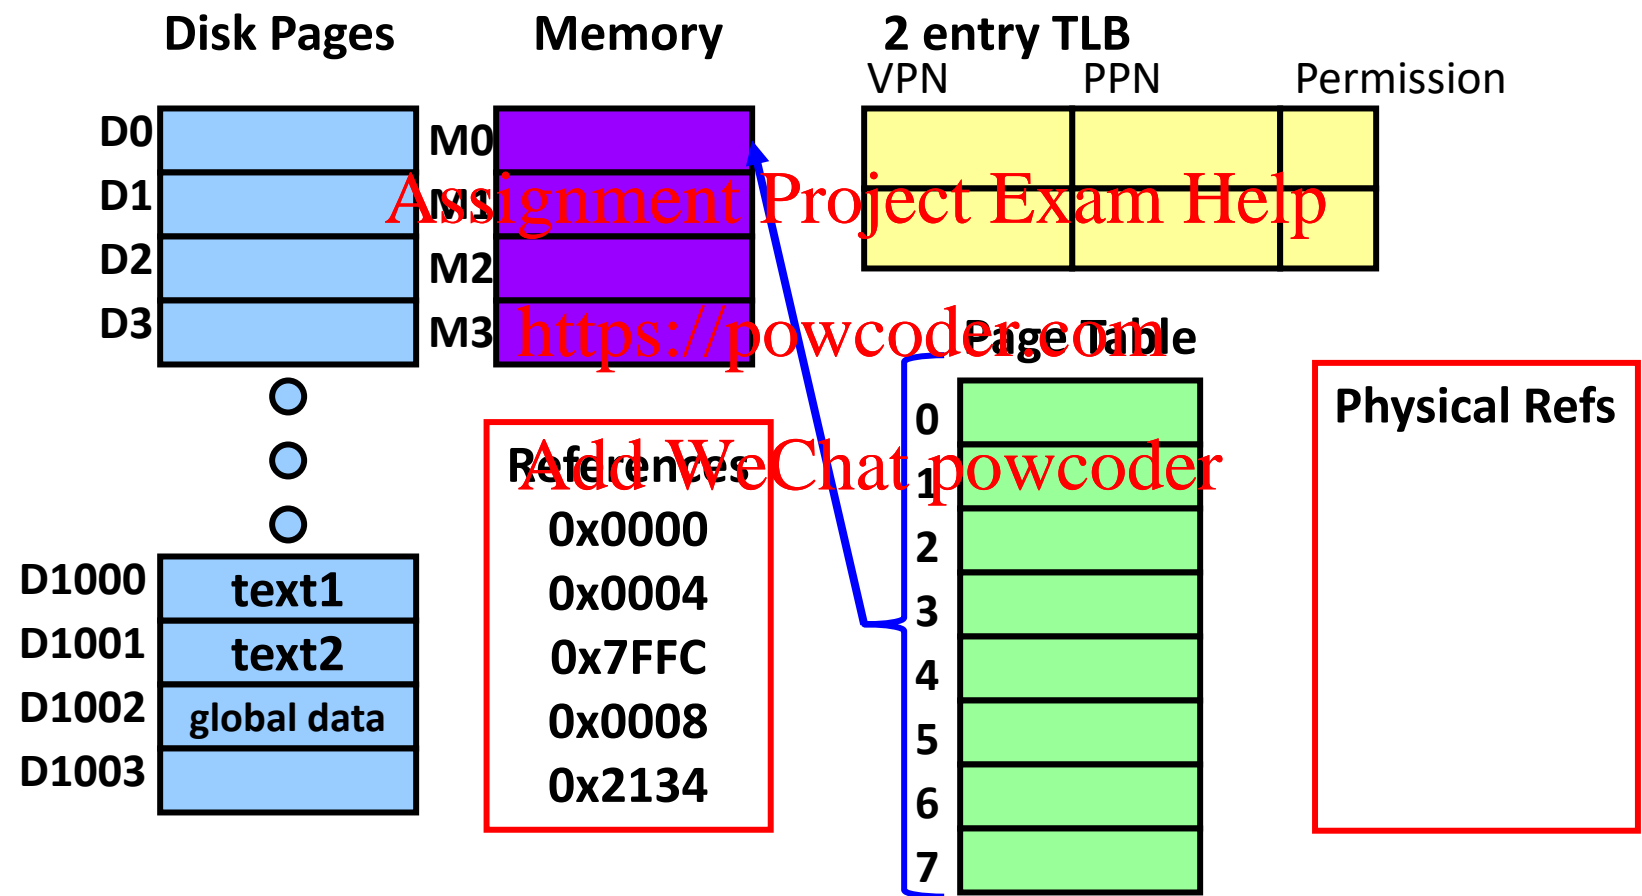 Disk Pages
Memory
2 entry TLB
VPN
PPN
Permission
D0
D1
D2
D3
M0
M1
M2
M3
Assignment Project Exam Help
https://powcoder.com
Add WeChat powcoder
Page Table
0
1
2
3
4
5
6
7
References
0x0000
0x0004
0x7FFC
0x0008
0x2134
Physical Refs
D1000
text1
D1001
text2
D1002
global data
D1003